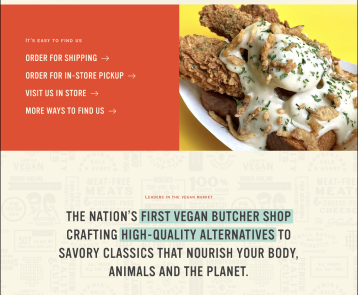 IT'S EASY TO FIND US
ORDER FOR SHIPPING →
ORDER FOR IN-STORE PICKUP →
VISIT US IN STORE →
MORE WAYS TO FIND US →
LEADERS IN THE VEGAN MARKET
THE NATION'S FIRST VEGAN BUTCHER SHOP
CRAFTING HIGH-QUALITY ALTERNATIVES TO
SAVORY CLASSICS THAT NOURISH YOUR BODY,
ANIMALS AND THE PLANET.